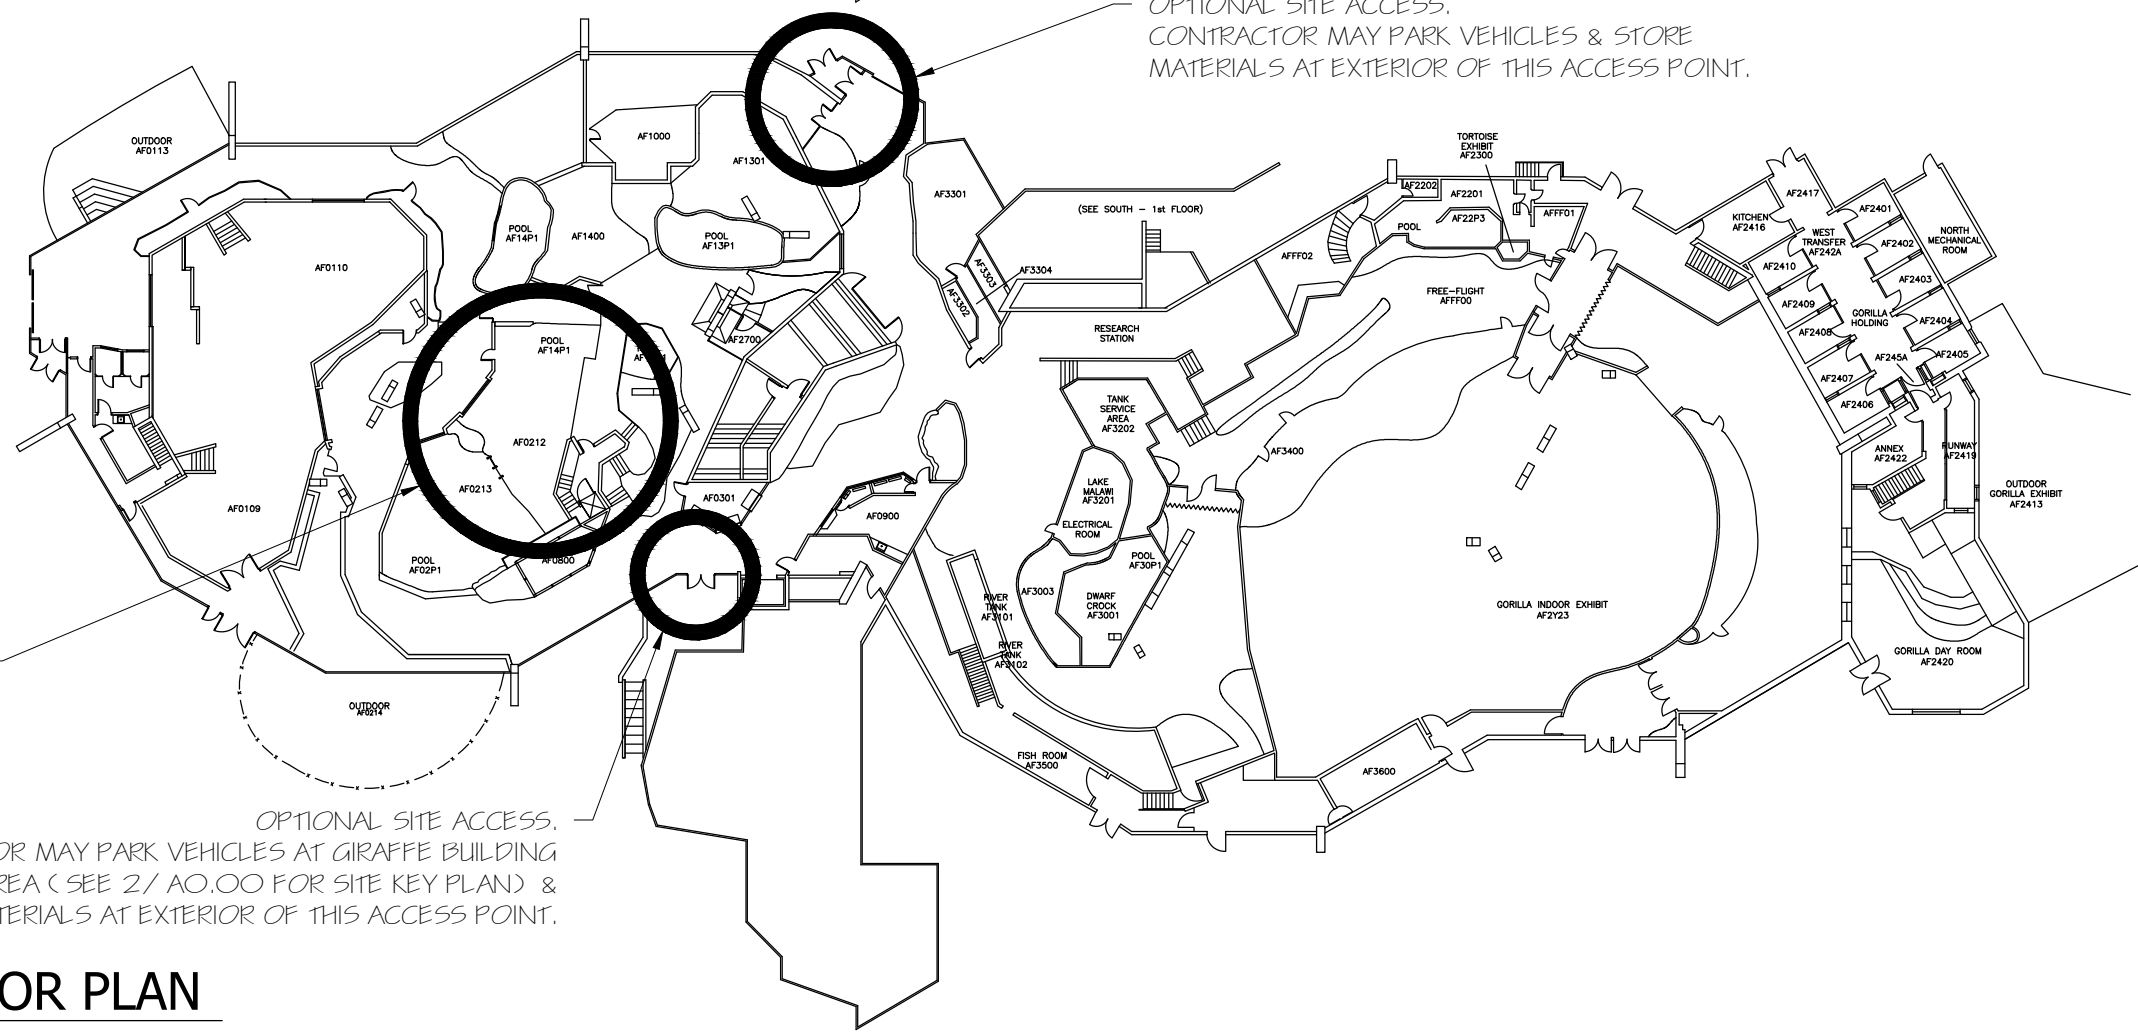 OPTIONAL SITE ACCESS.
CONTRACTOR MAY PARK VEHICLES & STORE
MATERIALS AT EXTERIOR OF THIS ACCESS POINT.
OUTDOOR
AF0113
AF1000
AF1301
AF3301
(SEE SOUTH - 1st FLOOR)
TORTOISE
EXHIBIT
AF2300
AF2202
AF2201
AF22P3
POOL
AFFF01
AFFF02
AF2417
KITCHEN
AF2416
WEST
TRANSFER
AF242A
AF2401
AF2402
NORTH
MECHANICAL
ROOM
AF2410
AF2403
AF2409
GORILLA
HOLDING
AF2404
AF2408
AF245A
AF2405
AF2407
AF2406
POOL
AF14P1
AF1400
POOL
AF13P1
AF0110
AF3303
AF3304
AF3302
FREE-FLIGHT
AFFF00
RESEARCH
STATION
POOL
AF14P1
AF2700
TANK
SERVICE
AREA
AF3202
AF0212
AF0213
AF3400
ANNEX
AF2422
RUNWAY
AF2419
OUTDOOR
GORILLA EXHIBIT
AF2413
LAKE
MALAWI
AF3201
ELECTRICAL
ROOM
AF0301
AF0900
AF0109
POOL
AF02P1
AF0800
POOL
AF30P1
AF3003
DWARF
CROCK
AF3001
RIVER
TANK
AF3101
RIVER
TANK
AF3102
GORILLA INDOOR EXHIBIT
AF2Y23
GORILLA DAY ROOM
AF2420
OUTDOOR
AF0214
FISH ROOM
AF3500
AF3600
OPTIONAL SITE ACCESS.
OR MAY PARK VEHICLES AT GIRAFFE BUILDING
REA ( SEE 2/ A0.00 FOR SITE KEY PLAN) &
TERIALS AT EXTERIOR OF THIS ACCESS POINT.
OR PLAN